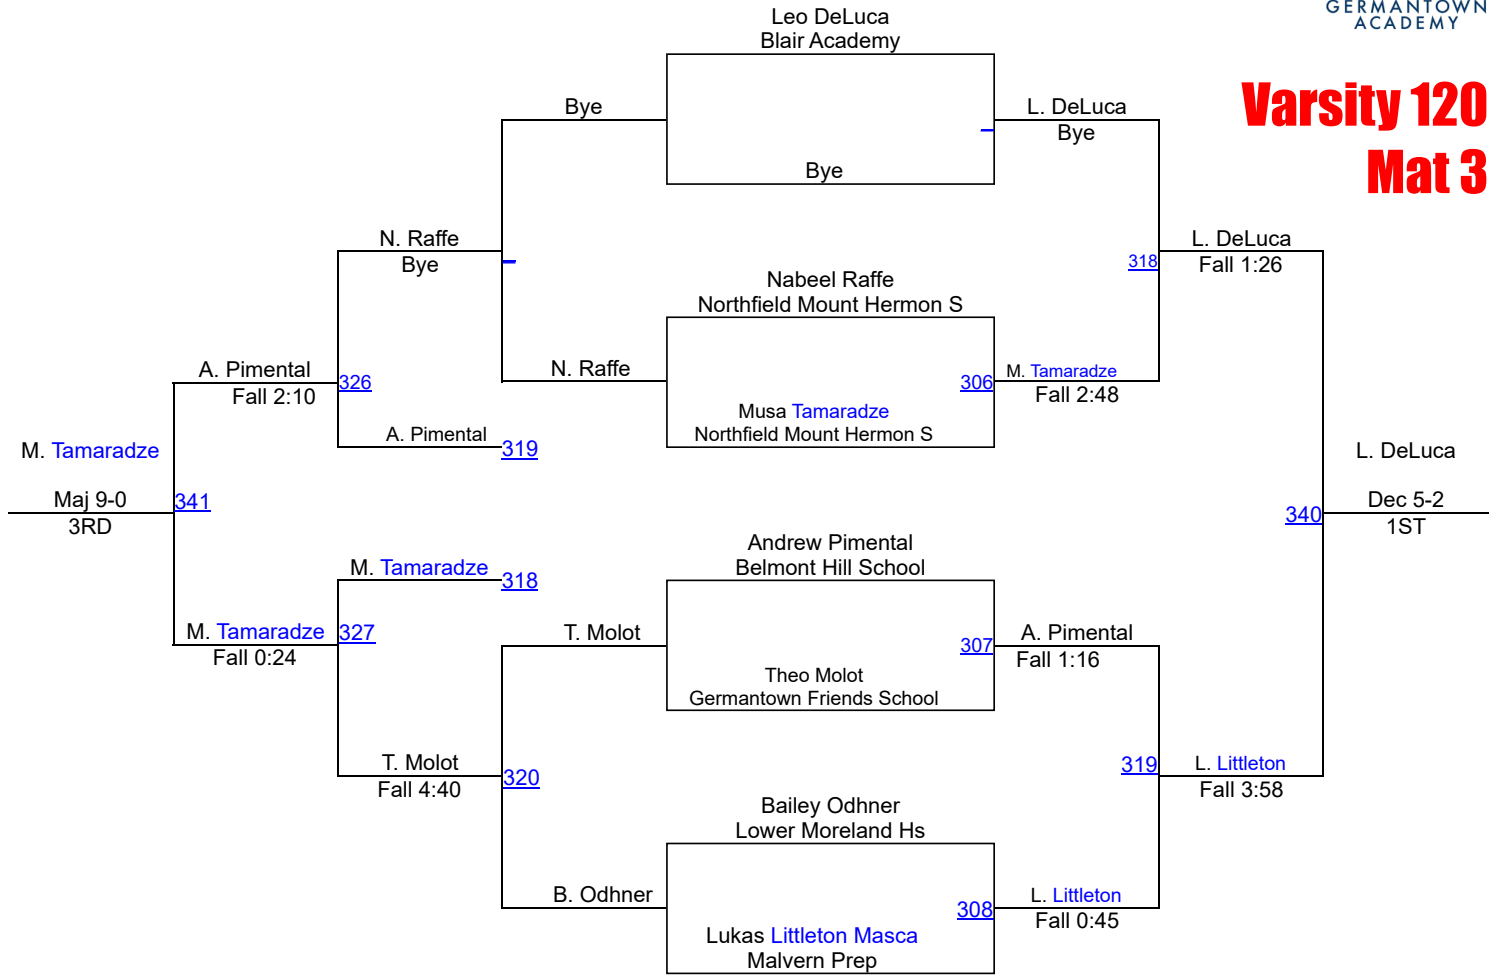 GERMANTOWN
ACADEMY
Varsity 120
Mat 3
Leo DeLuca
Blair Academy
Bye
Bye
L. DeLuca
Bye
N. Raffe
Bye
L. DeLuca
318
Fall 1:26
Nabeel Raffe
Northfield Mount Hermon S
A. Pimental
Fall 2:10
326
N. Raffe
306
M. Tamaradze
Fall 2:48
Musa Tamaradze
Northfield Mount Hermon S
A. Pimental
319
M. Tamaradze
Maj 9-0
3RD
341
L. DeLuca
Dec 5-2
1ST
340
Andrew Pimental
Belmont Hill School
M. Tamaradze
318
M. Tamaradze
Fall 0:24
327
T. Molot
307
A. Pimental
Fall 1:16
Theo Molot
Germantown Friends School
T. Molot
Fall 4:40
320
319
L. Littleton
Fall 3:58
Bailey Odhner
Lower Moreland Hs
B. Odhner
308
L. Littleton
Fall 0:45
Lukas Littleton Masca
Malvern Prep